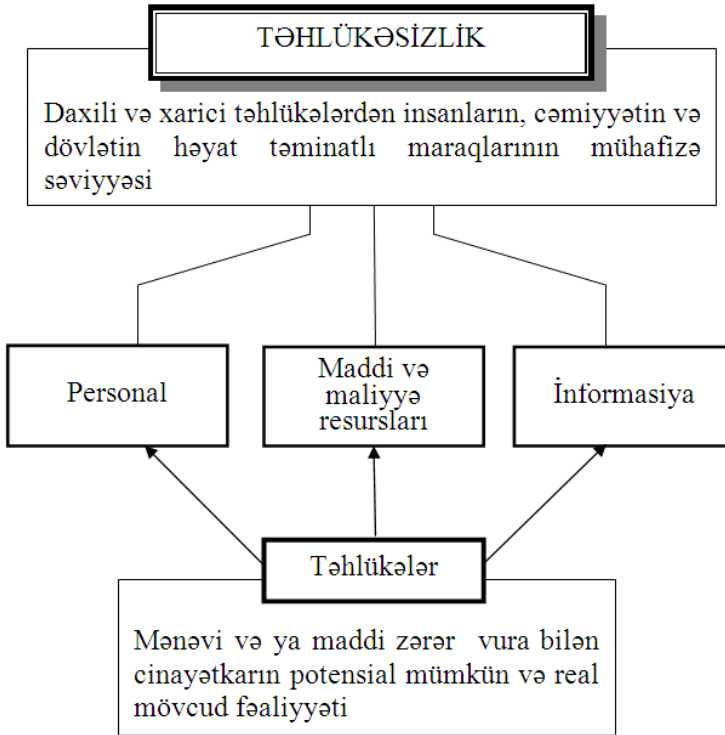 TƏHLÜKƏSİZLİK
Daxili və xarici təhlükələrdən insanların, cəmiyyətin və
dövlətin həyat təminatlı maraqlarının mühafizə
səviyyəsi
Personal
Maddi və
maliyyə
resursları
İnformasiya
Təhlükələr
Mənəvi və ya maddi zərər vura bilən
cinayətkarın potensial mümkün və real
mövcud fəaliyyəti